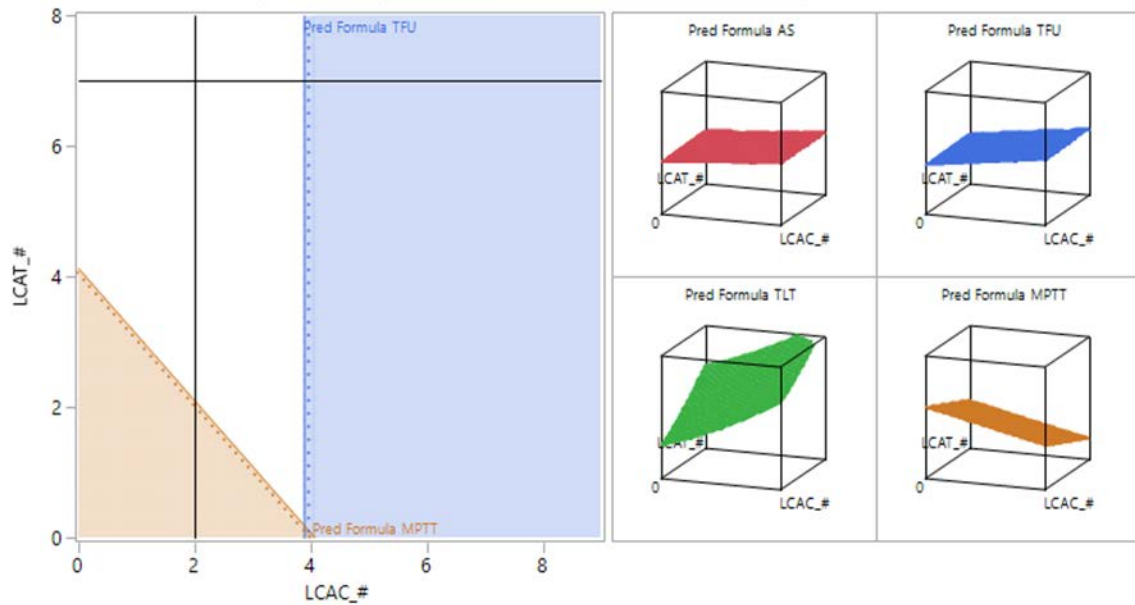 8
6
4
2
0
LCAT_#
Pred Formula TFU
Pred Formula MPTT
0
2
4
6
8
LCAC_#
Pred Formula AS
LCAT_#
0
LCAC_#
Pred Formula TFU
LCAT_#
0
LCAC_#
Pred Formula TLT
LCAT_#
0
LCAC_#
Pred Formula MPTT
LCAT_#
0
LCAC_#